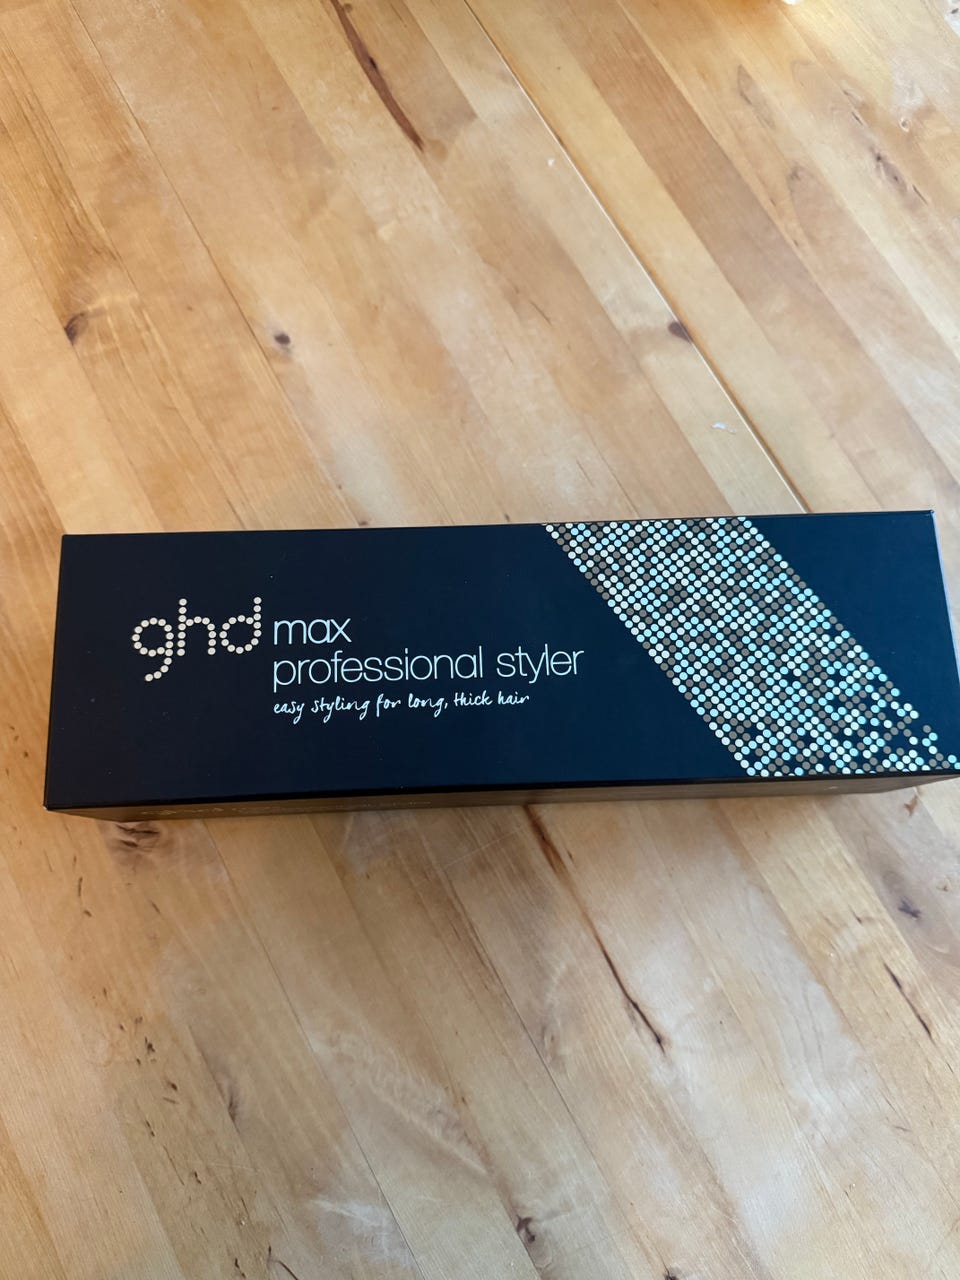 ghd max
professional styler
easy styling for long, thick hair